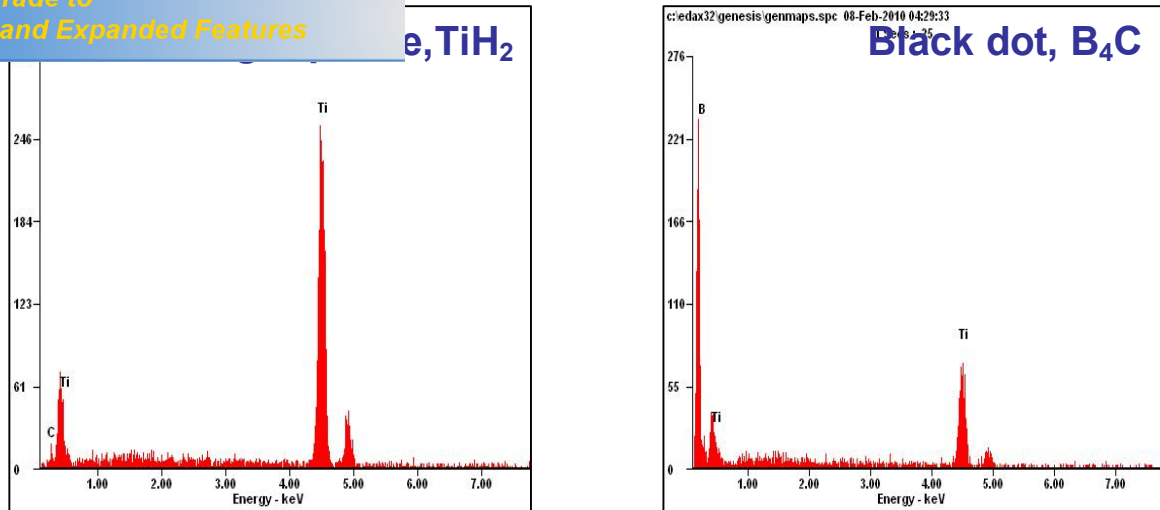 and Expanded Features
e,TiH₂
Ti
246
184
123
61
Ti
C
0
1.00 2.00 3.00 4.00 5.00 6.00 7.00
Energy - keV
c:\edax32\genesis\genmaps.spc 08-Feb-2010 04:29:33
Black dot, B₄C
276
B
221
166
110
Ti
55
Ti
0
1.00 2.00 3.00 4.00 5.00 6.00 7.00
Energy - keV